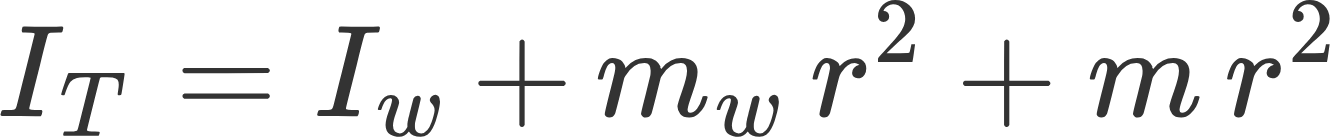 I_T = I_w + m_w r^2 + m r^2